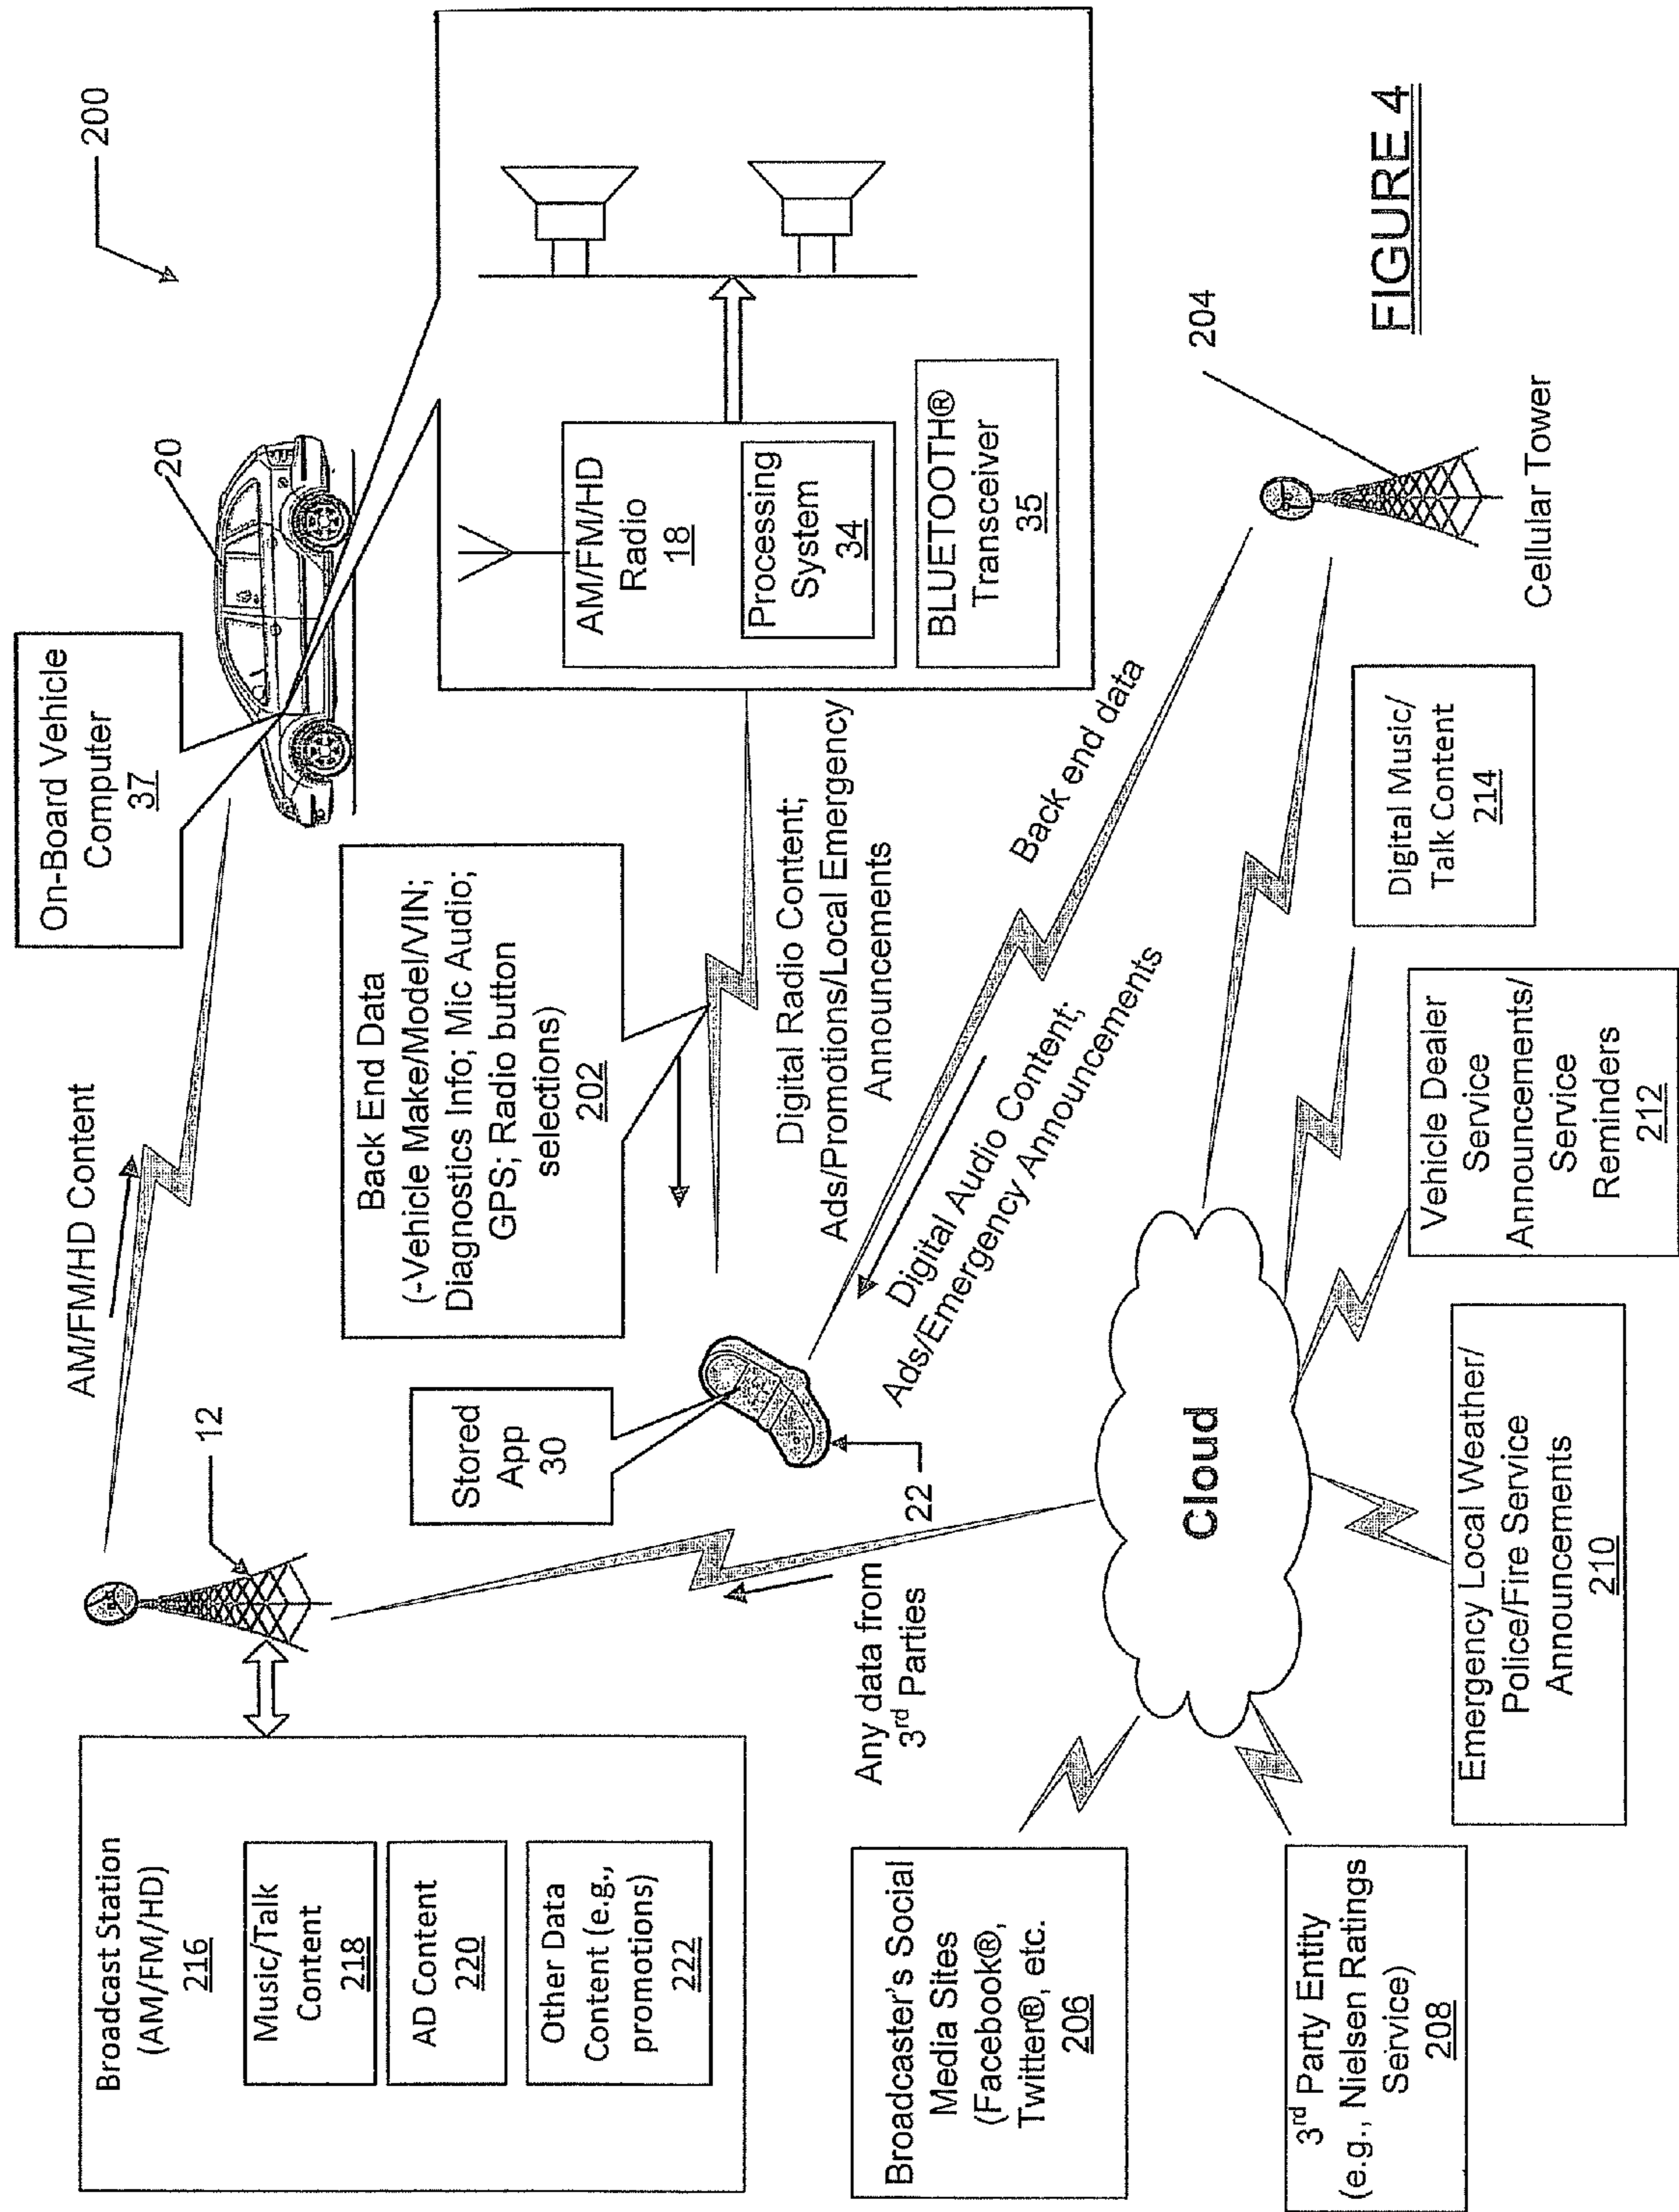 200
20
On-Board Vehicle
Computer
37
AM/FM/HD Content
12
Broadcast Station
(AM/FM/HD)
216
Music/Talk
Content
218
AD Content
220
Other Data
Content (e.g.,
promotions)
222
Stored
App
30
22
Back End Data
(-Vehicle Make/Model/VIN;
Diagnostics Info; Mic Audio;
GPS; Radio button
selections)
202
AM/FM/HD
Radio
18
Processing
System
34
BLUETOOTH®
Transceiver
35
Digital Radio Content;
Ads/Promotions/Local Emergency
Announcements
Back end data
Digital Audio Content;
Ads/Emergency Announcements
Any data from
3rd Parties
Cloud
204
Cellular Tower
Broadcaster's Social
Media Sites
(Facebook®,
Twitter®, etc.
206
3rd Party Entity
(e.g., Nielsen Ratings
Service)
208
Emergency Local Weather/
Police/Fire Service
Announcements
210
Vehicle Dealer
Service
Announcements/
Service
Reminders
212
Digital Music/
Talk Content
214
FIGURE 4